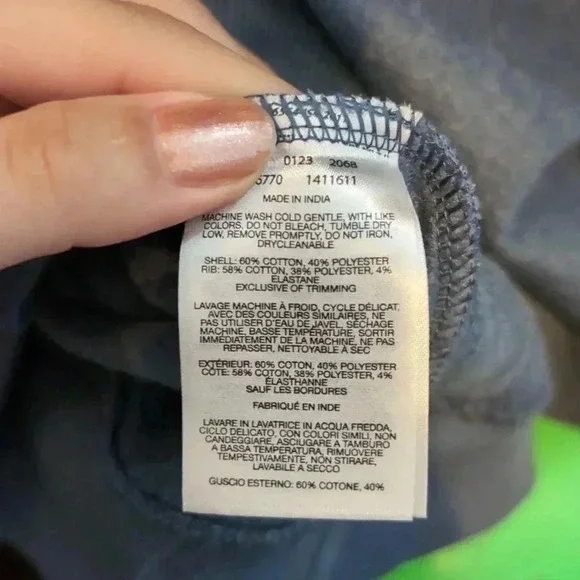 0123 2068
6770 1411611
MADE IN INDIA
MACHINE WASH COLD GENTLE, WITH LIKE
COLORS. DO NOT BLEACH, TUMBLE DRY
LOW, REMOVE PROMPTLY, DO NOT IRON,
DRYCLEANABLE
SHELL: 60% COTTON, 40% POLYESTER
RIB: 58% COTTON, 38% POLYESTER, 4%
ELASTANE
EXCLUSIVE OF TRIMMING
LAVAGE MACHINE À FROID, CYCLE DÉLICAT,
AVEC DES COULEURS SIMILAIRES, NE
PAS UTILISER D'EAU DE JAVEL, SÉCHAGE
MACHINE, BASSE TEMPÉRATURE, SORTIR
IMMÉDIATEMENT DE LA MACHINE, NE PAS
REPASSER, NETTOYABLE A SEC
EXTÉRIEUR: 60% COTON, 40% POLYESTER
CÔTE: 58% COTON, 38% POLYESTER, 4%
ÉLASTHANNE
SAUF LES BORDURES
FABRIQUÉ EN INDE
LAVARE IN LAVATRICE IN ACQUA FREDDA,
CICLO DELICATO, CON COLORI SIMILI, NON
CANDEGGIARE, ASCIUGARE A TAMBURO
A BASSA TEMPERATURA, RIMUOVERE
TEMPESTIVAMENTE, NON STIRARE,
LAVABILE A SECCO
GUSCIO ESTERNO: 60% COTONE, 40%